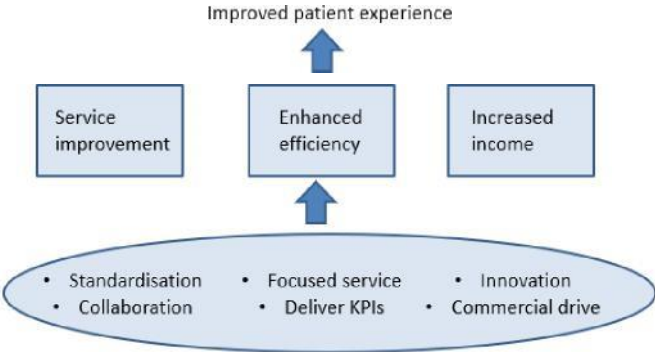 Improved patient experience
Service
improvement
Enhanced
efficiency
Increased
income
• Standardisation
• Collaboration
• Focused service
• Deliver KPIs
• Innovation
• Commercial drive